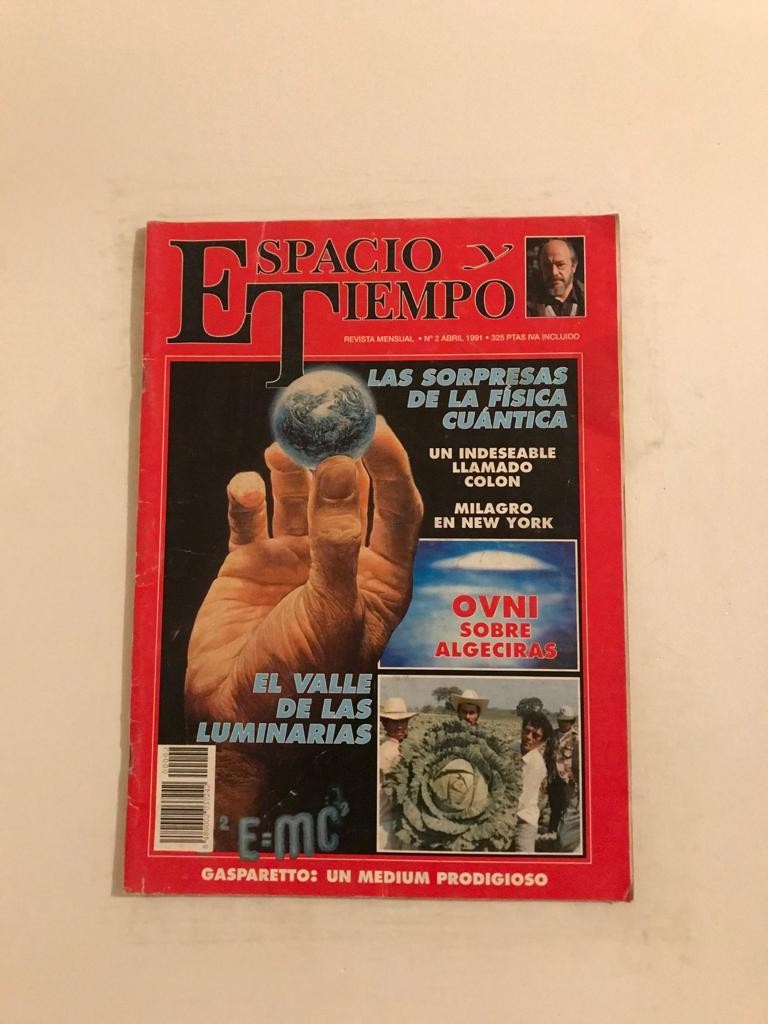 ESPACIO Y
TIEMPO
REVISTA MENSUAL • Nº 2 ABRIL 1991 • 325 PTAS IVA INCLUIDO
LAS SORPRESAS
DE LA FÍSICA
CUÁNTICA
UN INDESEABLE
LLAMADO
COLON
MILAGRO
EN NEW YORK
OVNI
SOBRE
ALGECIRAS
EL VALLE
DE LAS
LUMINARIAS
E=MC²
GASPARETTO: UN MEDIUM PRODIGIOSO